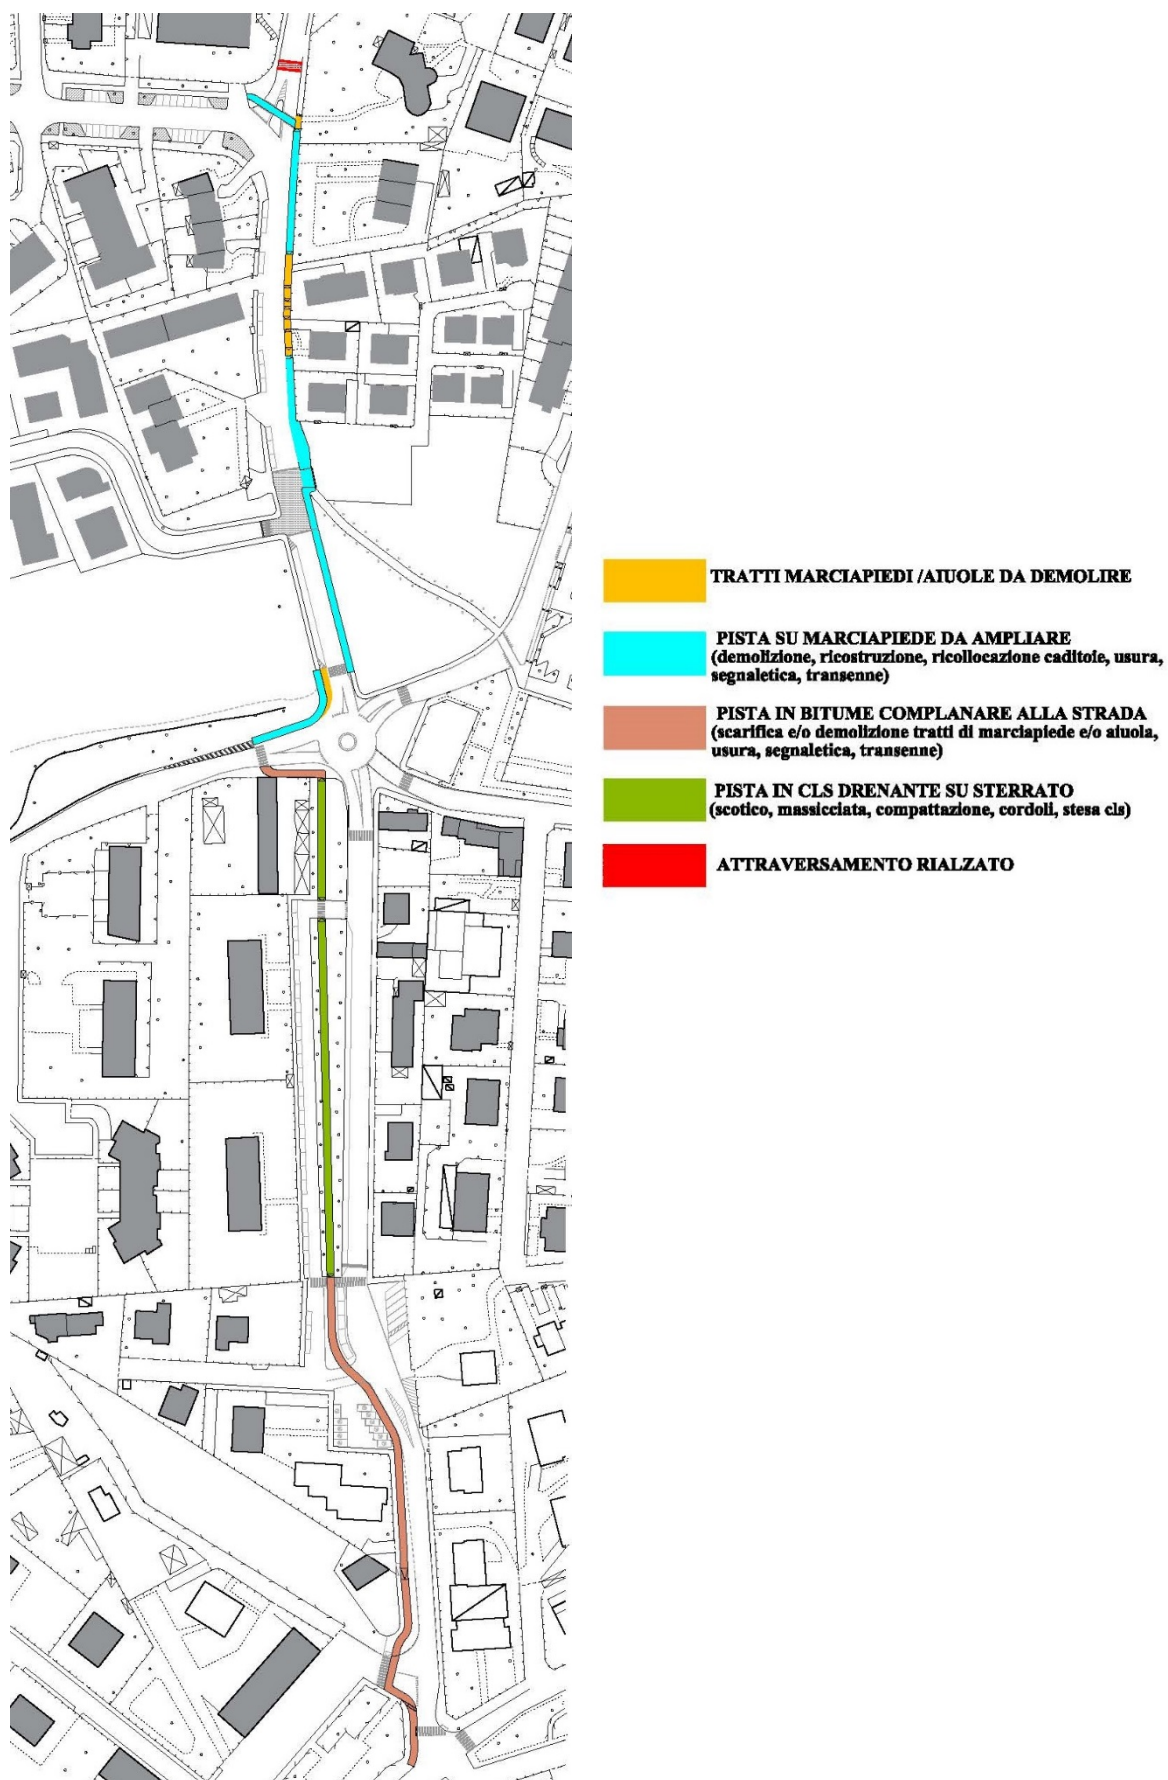 TRATTI MARCIAPIEDI /AIUOLE DA DEMOLIRE
PISTA SU MARCIAPIEDE DA AMPLIARE
(demolizione, ricostruzione, ricollocazione caditoie, usura,
segnaletica, transenne)
PISTA IN BITUME COMPLANARE ALLA STRADA
(scarifica e/o demolizione tratti di marciapiede e/o aiuola,
usura, segnaletica, transenne)
PISTA IN CLS DRENANTE SU STERRATO
(scotico, massicciata, compattazione, cordoli, stesa cls)
ATTRAVERSAMENTO RIALZATO